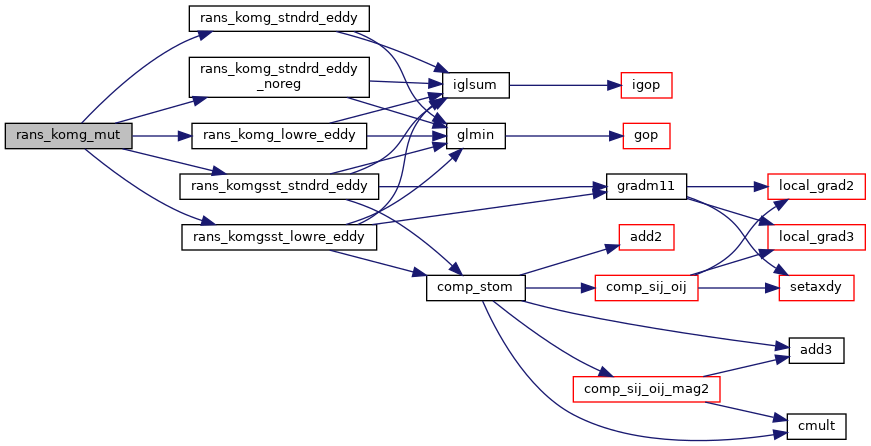 rans_komg_mut
rans_komg_stndrd_eddy
rans_komg_stndrd_eddy
_noreg
rans_komg_lowre_eddy
rans_komgsst_stndrd_eddy
rans_komgsst_lowre_eddy
iglsum
glmin
comp_stom
igop
gop
gradm11
add2
comp_sij_oij
comp_sij_oij_mag2
local_grad2
local_grad3
setaxdy
add3
cmult